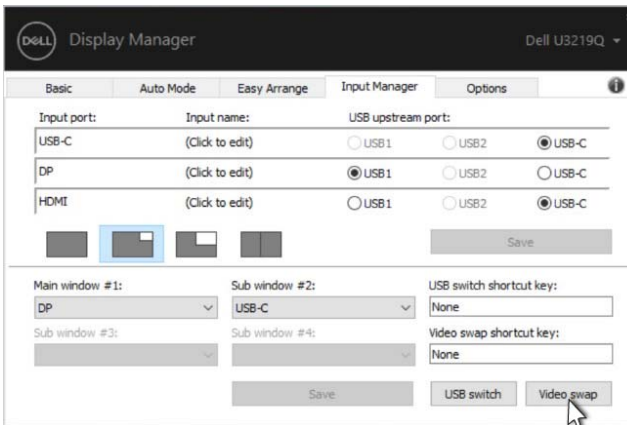 DELL Display Manager Dell U3219Q
Basic Auto Mode Easy Arrange Input Manager Options
Input port: Input name: USB upstream port:
USB-C (Click to edit) USB1 USB2 USB-C
DP (Click to edit) USB1 USB2 USB-C
HDMI (Click to edit) USB1 USB2 USB-C
Save
Main window #1: Sub window #2: USB switch shortcut key:
DP USB-C None
Sub window #3: Sub window #4: Video swap shortcut key:
None
Save USB switch Video swap